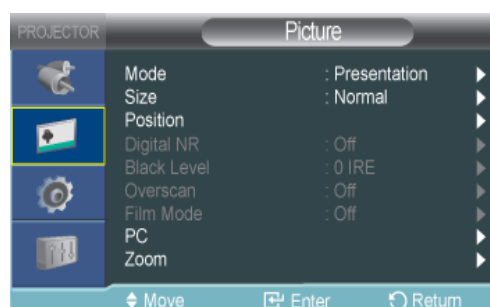 PROJECTOR Picture
Mode : Presentation
Size : Normal
Position
Digital NR : Off
Black Level : 0 IRE
Overscan : Off
Film Mode : Off
PC
Zoom
Move Enter Return